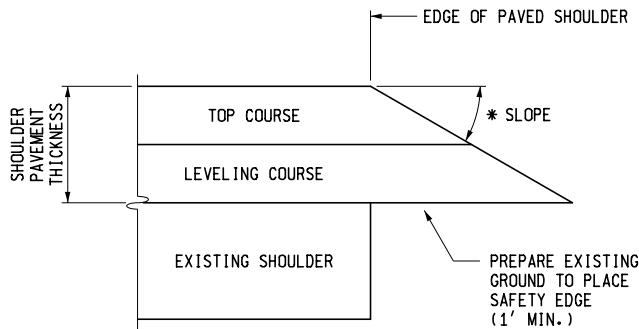 EDGE OF PAVED SHOULDER
SHOULDER
PAVEMENT
THICKNESS
TOP COURSE
* SLOPE
LEVELING COURSE
EXISTING SHOULDER
PREPARE EXISTING
GROUND TO PLACE
SAFETY EDGE
(1' MIN.)